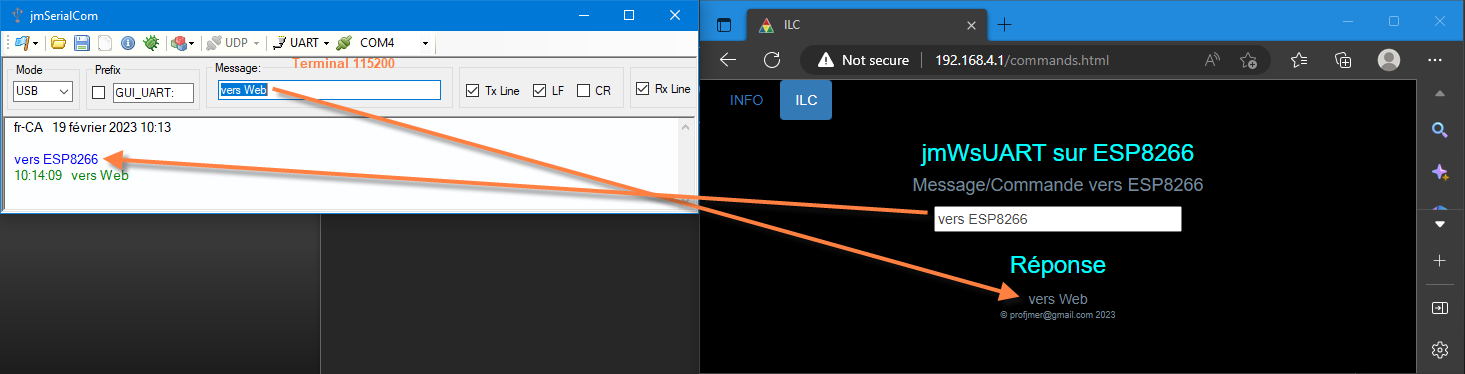 jmSerialCom
UDP UART COM4
Terminal 115200
Mode
USB
Prefix
GUI_UART:
Message:
vers Web
Tx Line LF CR Rx Line
fr-CA 19 février 2023 10:13
vers ESP8266
10:14:09 vers Web
ILC
Not secure 192.168.4.1/commands.html
INFO ILC
jmWsUART sur ESP8266
Message/Commande vers ESP8266
vers ESP8266
Réponse
vers Web
© profjmer@gmail.com 2023